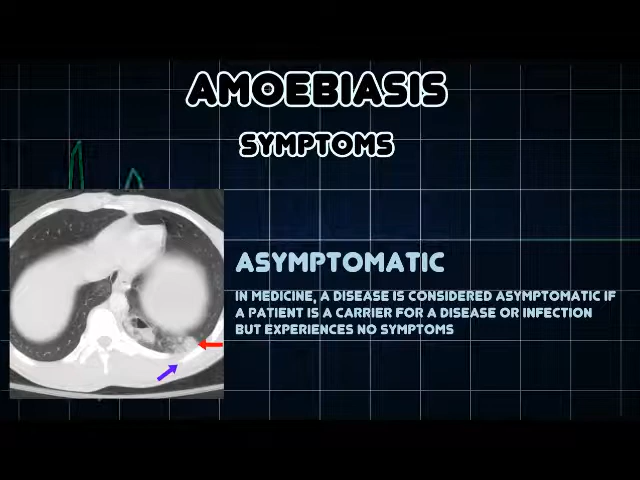 AMOEBIASIS
SYMPTOMS
ASYMPTOMATIC
IN MEDICINE, A DISEASE IS CONSIDERED ASYMPTOMATIC IF
A PATIENT IS A CARRIER FOR A DISEASE OR INFECTION
BUT EXPERIENCES NO SYMPTOMS